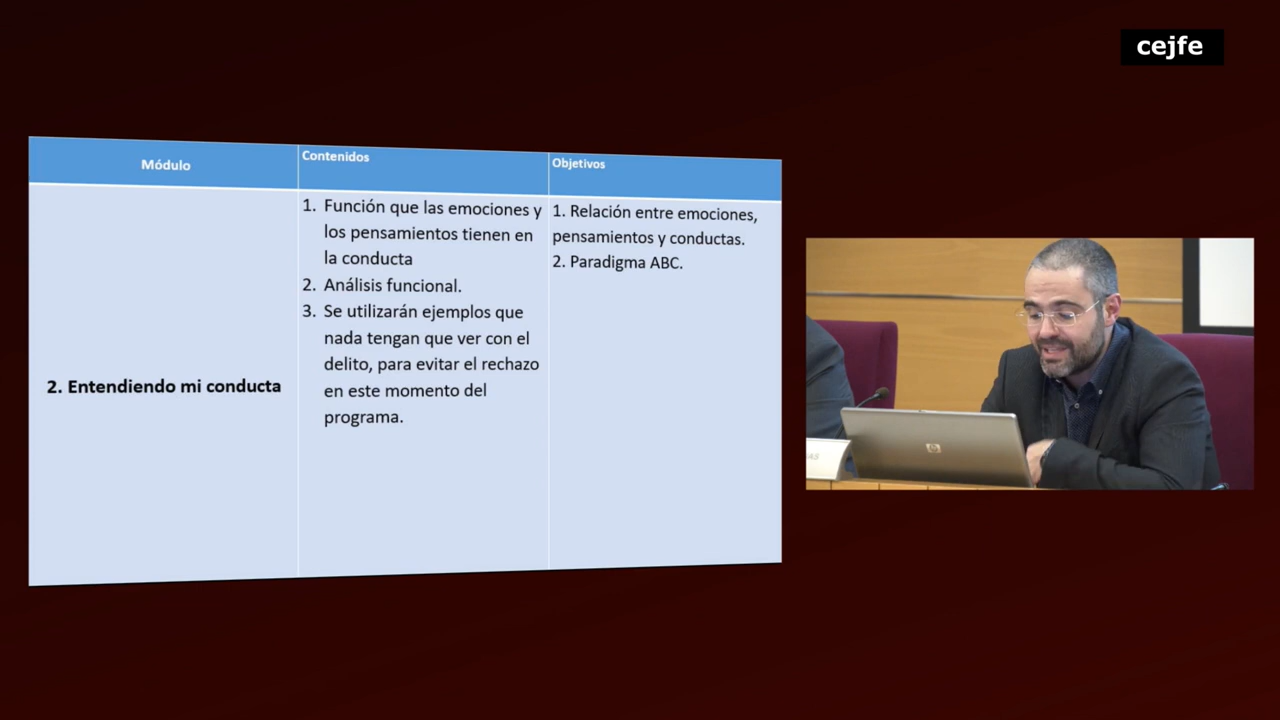 cejfe
Módulo
Contenidos
Objetivos
2. Entendiendo mi conducta
1. Función que las emociones y
los pensamientos tienen en
la conducta
2. Análisis funcional.
3. Se utilizarán ejemplos que
nada tengan que ver con el
delito, para evitar el rechazo
en este momento del
programa.
1. Relación entre emociones,
pensamientos y conductas.
2. Paradigma ABC.
hp